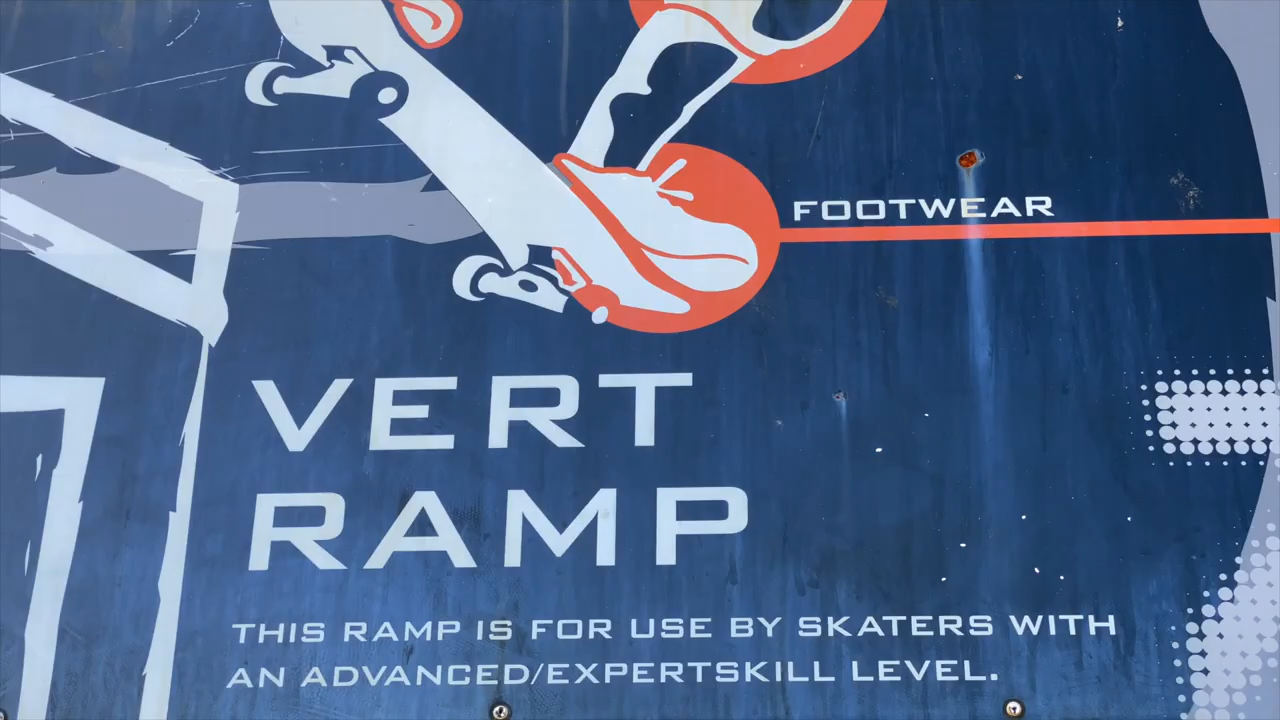 FOOTWEAR
VERT
RAMP
THIS RAMP IS FOR USE BY SKATERS WITH
AN ADVANCED/EXPERTSKILL LEVEL.